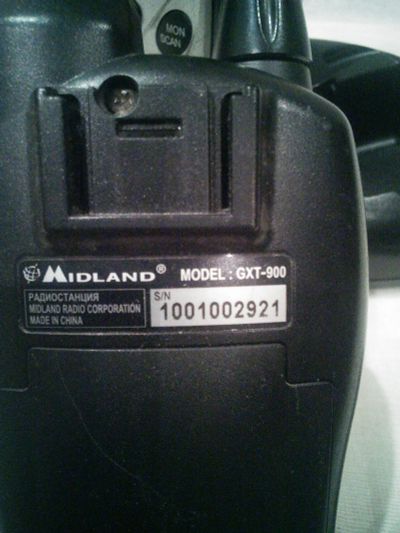 MON
SCAN
MIDLAND® MODEL : GXT-900
РАДИОСТАНЦИЯ
MIDLAND RADIO CORPORATION
MADE IN CHINA
S/N
1001002921